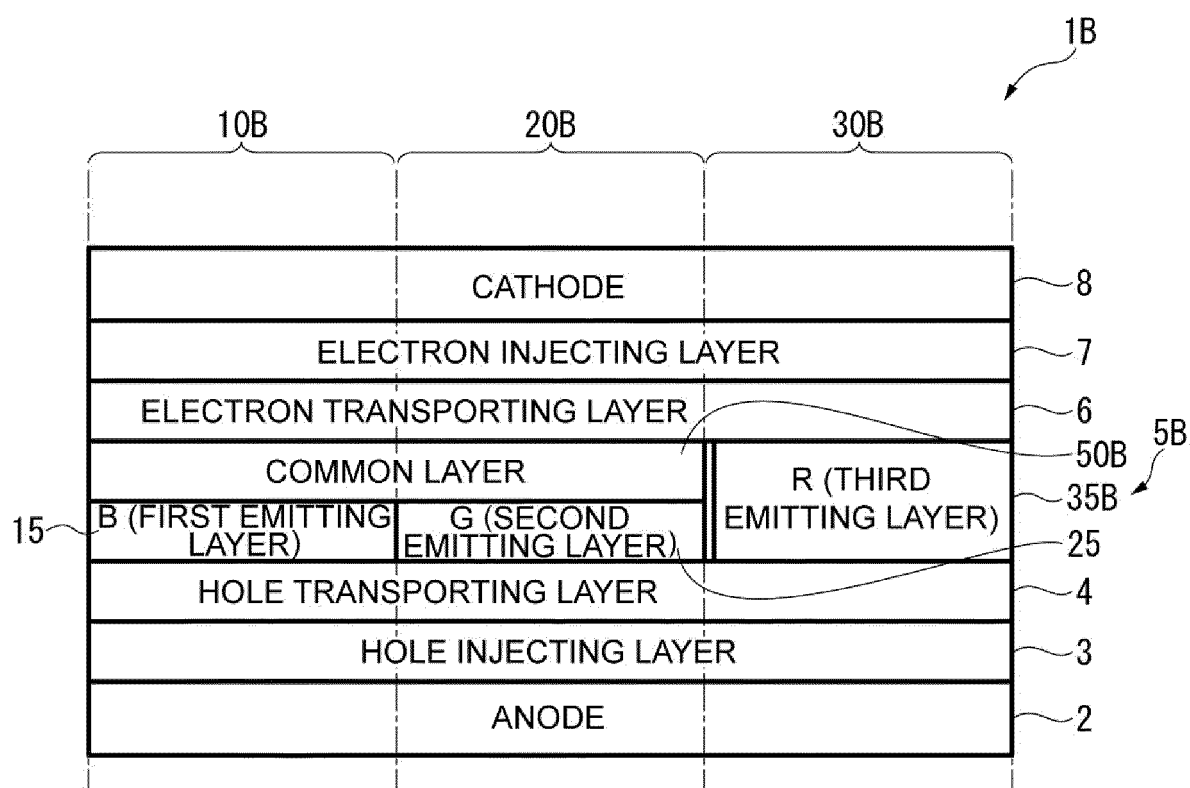 1B
10B 20B 30B
CATHODE 8
ELECTRON INJECTING LAYER 7
ELECTRON TRANSPORTING LAYER 6
COMMON LAYER 50B 5B
R (THIRD
EMITTING LAYER) 35B
15 B (FIRST EMITTING
LAYER)
G (SECOND
EMITTING LAYER) 25
HOLE TRANSPORTING LAYER 4
HOLE INJECTING LAYER 3
ANODE 2